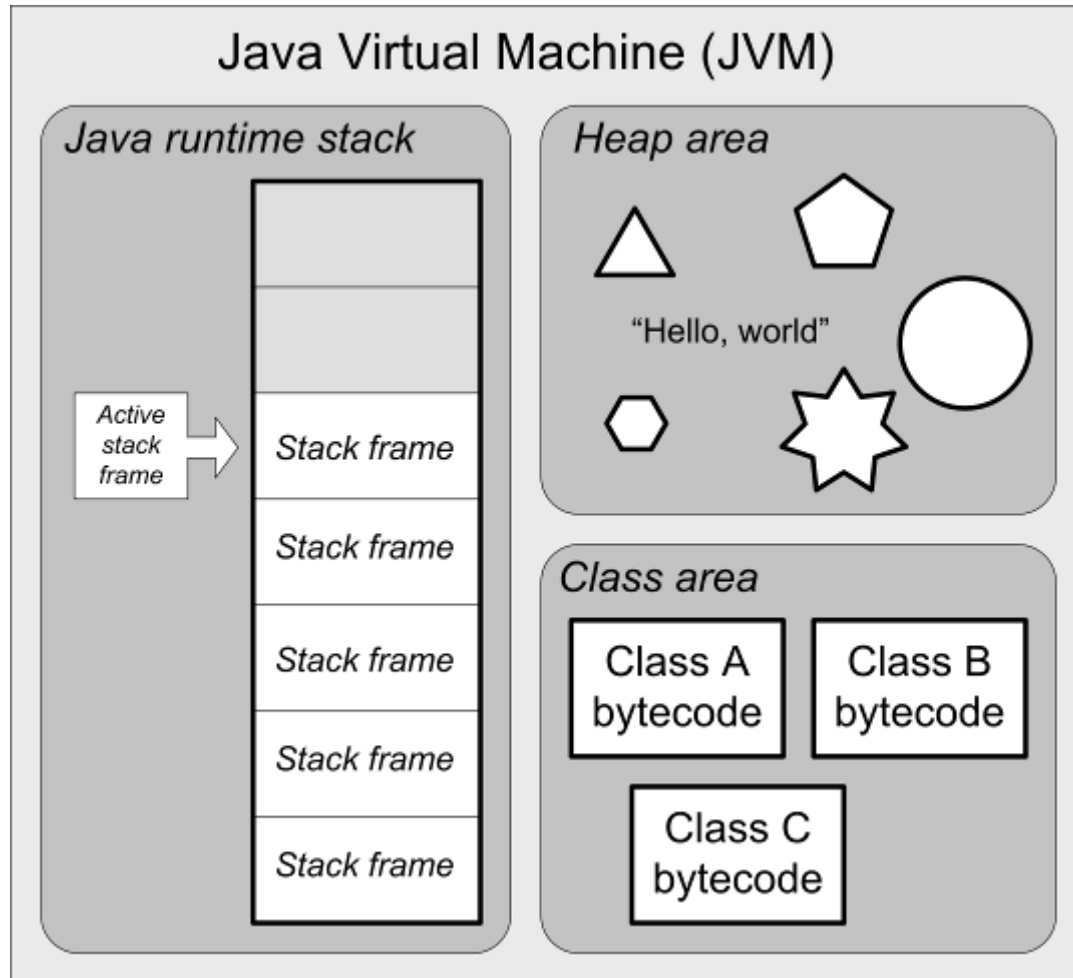 Java Virtual Machine (JVM)
Java runtime stack
Active
stack
frame
Stack frame
Stack frame
Stack frame
Stack frame
Stack frame
Heap area
“Hello, world”
Class area
Class A
bytecode
Class B
bytecode
Class C
bytecode